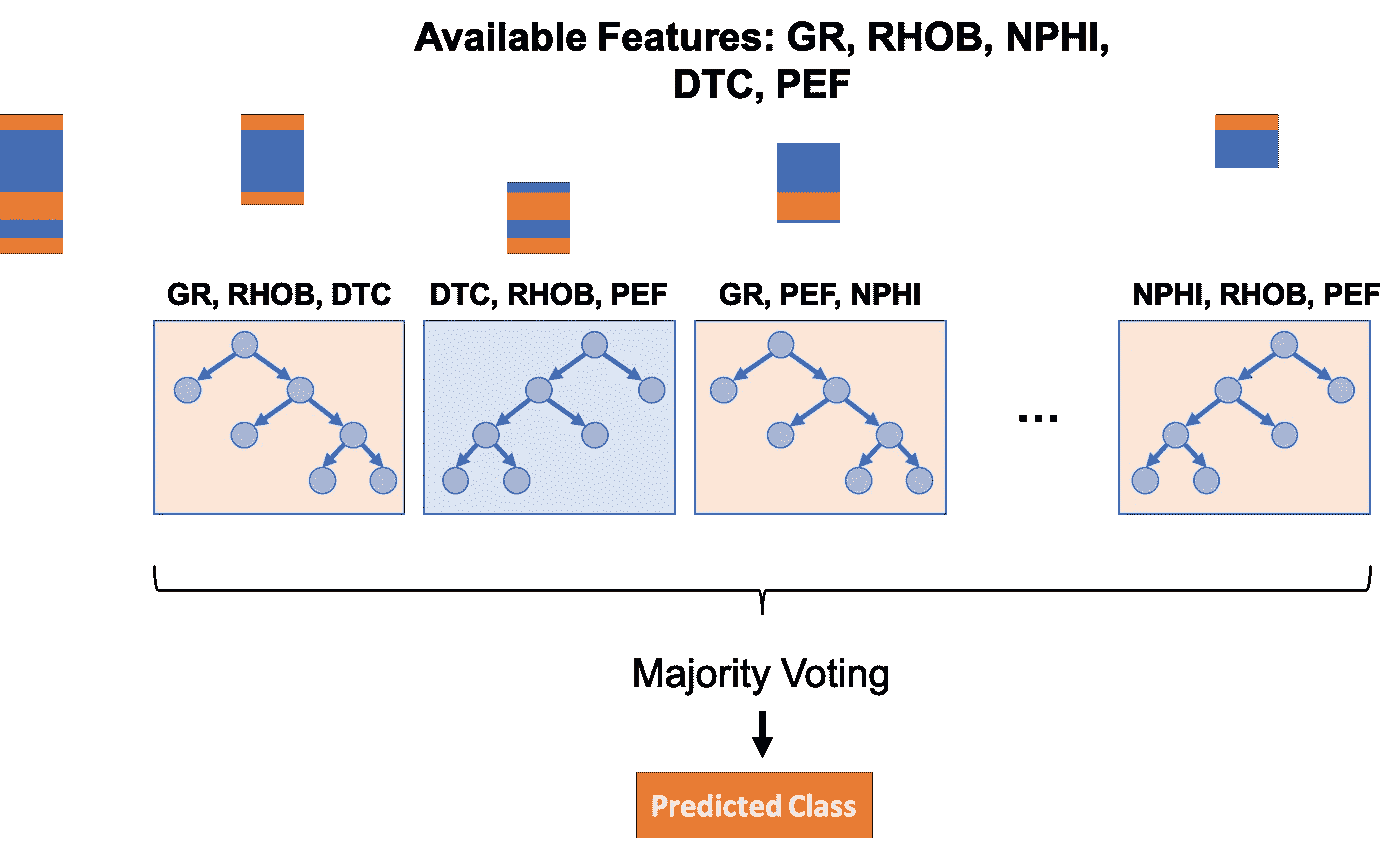 Available Features: GR, RHOB, NPHI,
DTC, PEF
GR, RHOB, DTC
DTC, RHOB, PEF
GR, PEF, NPHI
NPHI, RHOB, PEF
...
Majority Voting
Predicted Class